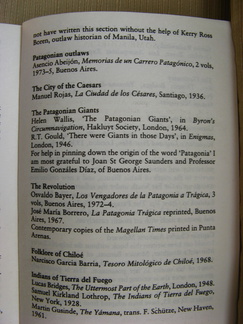 not have written this section without the help of Kerry Ross
Boren, outlaw historian of Manila, Utah.
Patagonian outlaws
Asencio Abeijón, Memorias de un Carrero Patagónico, 2 vols,
1973–5, Buenos Aires.
The City of the Caesars
Manuel Rojas, La Ciudad de los Césares, Santiago, 1936.
The Patagonian Giants
Helen Wallis, 'The Patagonian Giants', in Byron's
Circumnavigation, Hakluyt Society, London, 1964.
R.T. Gould, 'There were Giants in those Days', in Enigmas,
London, 1946.
For help in pinning down the origin of the word 'Patagonia' I
am most grateful to Joan St George Saunders and Professor
Emilio González Díaz, of Buenos Aires.
The Revolution
Osvaldo Bayer, Los Vengadores de la Patagonia Trágica, 3
vols, Buenos Aires, 1972–4.
José María Borrero, La Patagonia Trágica reprinted, Buenos
Aires, 1967.
Contemporary copies of the Magellan Times printed in Punta
Arenas.
Folklore of Chiloé
Narcisco García Barría, Tesoro Mitológico de Chiloé, 1968.
Indians of Tierra del Fuego
Lucas Bridges, The Uttermost Part of the Earth, London, 1948.
Samuel Kirkland Lothrop, The Indians of Tierra del Fuego,
New York, 1928.
Martin Gusinde, The Yámana, trans. F. Schütze, New Haven,
1961.